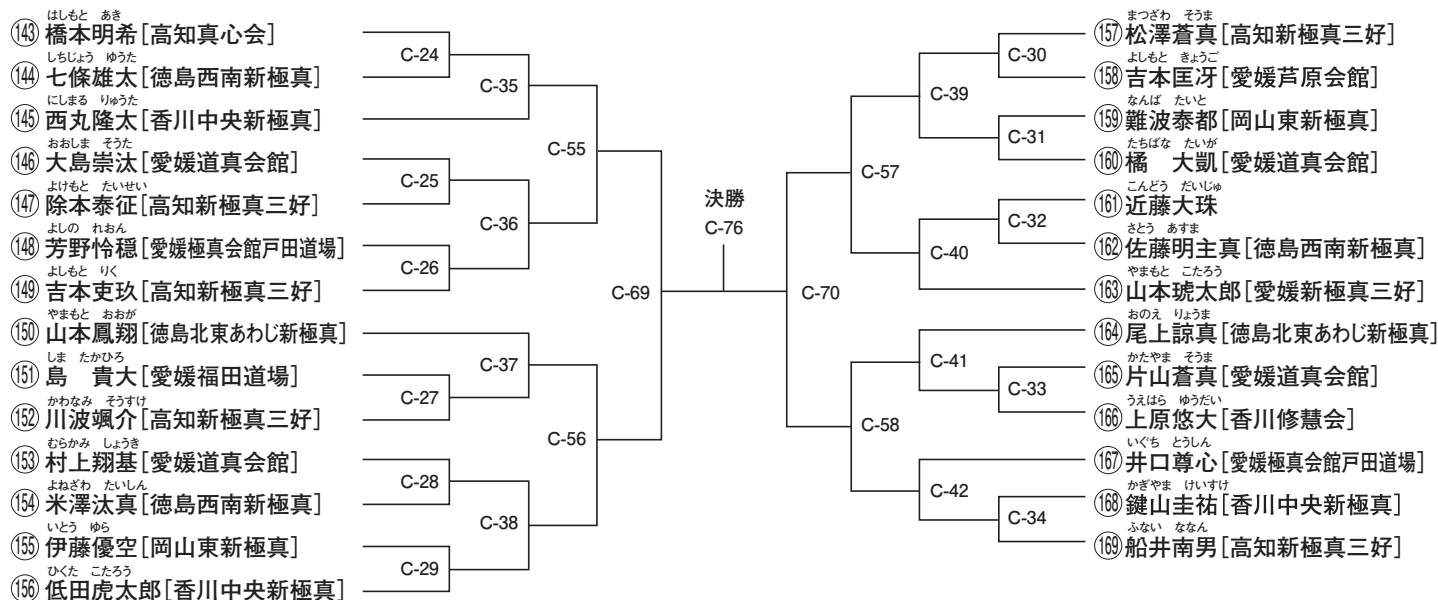 はしもと あき
143 橋本明希[高知真心会]
しちじょう ゆうた
144 七條雄太[徳島西南新極真]
にしまる りゅうた
145 西丸隆太[香川中央新極真]
おおしま そうた
146 大島崇汰[愛媛道真会館]
よけもと たいせい
147 除本泰征[高知新極真三好]
よしの れおん
148 芳野怜穏[愛媛極真会館戸田道場]
よしもと りく
149 吉本吏玖[高知新極真三好]
やまもと おおが
150 山本鳳翔[徳島北東あわじ新極真]
しま たかひろ
151 島 貴大[愛媛福田道場]
かわなみ そうすけ
152 川波颯介[高知新極真三好]
むらかみ しょうき
153 村上翔基[愛媛道真会館]
よねざわ たいしん
154 米澤汰真[徳島西南新極真]
いとう ゆら
155 伊藤優空[岡山東新極真]
ひくた こたろう
156 低田虎太郎[香川中央新極真]
C-24
C-25
C-26
C-27
C-28
C-29
C-35
C-36
C-37
C-38
C-55
C-56
C-69
決勝
C-76
C-70
C-57
C-58
C-39
C-40
C-41
C-42
C-30
C-31
C-32
C-33
C-34
まつざわ そうま
157 松澤蒼真[高知新極真三好]
よしもと きょうご
158 吉本匡冴[愛媛芦原会館]
なんば たいと
159 難波泰都[岡山東新極真]
たちばな たいが
160 橘 大凱[愛媛道真会館]
こんどう だいじゅ
161 近藤大珠
さとう あすま
162 佐藤明主真[徳島西南新極真]
やまもと こたろう
163 山本琥太郎[愛媛新極真三好]
おのえ りょうま
164 尾上諒真[徳島北東あわじ新極真]
かたやま そうま
165 片山蒼真[愛媛道真会館]
うえはら ゆうだい
166 上原悠大[香川修慧会]
いぐち とうしん
167 井口尊心[愛媛極真会館戸田道場]
かぎやま けいすけ
168 鍵山圭祐[香川中央新極真]
ふない ななん
169 船井南男[高知新極真三好]